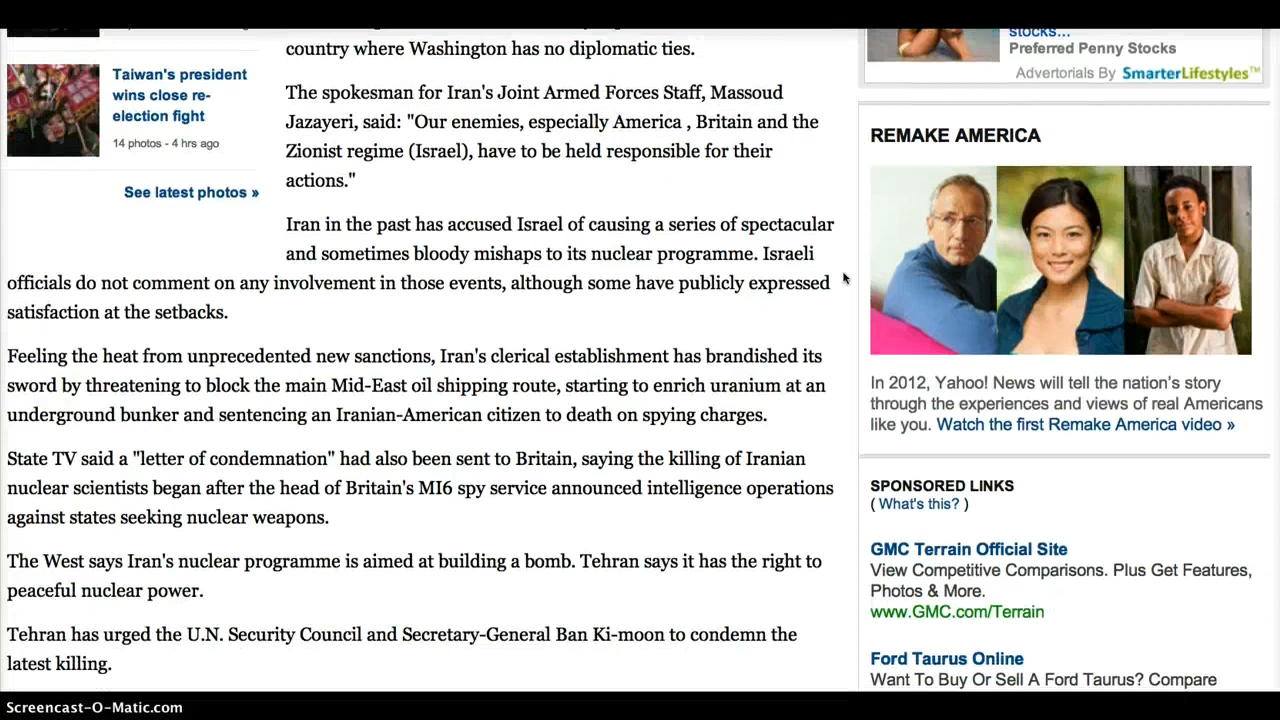 country where Washington has no diplomatic ties.
Taiwan's president
wins close re-
election fight
14 photos - 4 hrs ago
See latest photos »
The spokesman for Iran's Joint Armed Forces Staff, Massoud
Jazayeri, said: "Our enemies, especially America , Britain and the
Zionist regime (Israel), have to be held responsible for their
actions."
Iran in the past has accused Israel of causing a series of spectacular
and sometimes bloody mishaps to its nuclear programme. Israeli
officials do not comment on any involvement in those events, although some have publicly expressed
satisfaction at the setbacks.
Feeling the heat from unprecedented new sanctions, Iran's clerical establishment has brandished its
sword by threatening to block the main Mid-East oil shipping route, starting to enrich uranium at an
underground bunker and sentencing an Iranian-American citizen to death on spying charges.
State TV said a "letter of condemnation" had also been sent to Britain, saying the killing of Iranian
nuclear scientists began after the head of Britain's MI6 spy service announced intelligence operations
against states seeking nuclear weapons.
The West says Iran's nuclear programme is aimed at building a bomb. Tehran says it has the right to
peaceful nuclear power.
Tehran has urged the U.N. Security Council and Secretary-General Ban Ki-moon to condemn the
latest killing.
stocks...
Preferred Penny Stocks
Advertorials By SmarterLifestyles™
REMAKE AMERICA
In 2012, Yahoo! News will tell the nation's story
through the experiences and views of real Americans
like you. Watch the first Remake America video »
SPONSORED LINKS
( What's this? )
GMC Terrain Official Site
View Competitive Comparisons. Plus Get Features,
Photos & More.
www.GMC.com/Terrain
Ford Taurus Online
Want To Buy Or Sell A Ford Taurus? Compare
Screencast-O-Matic.com